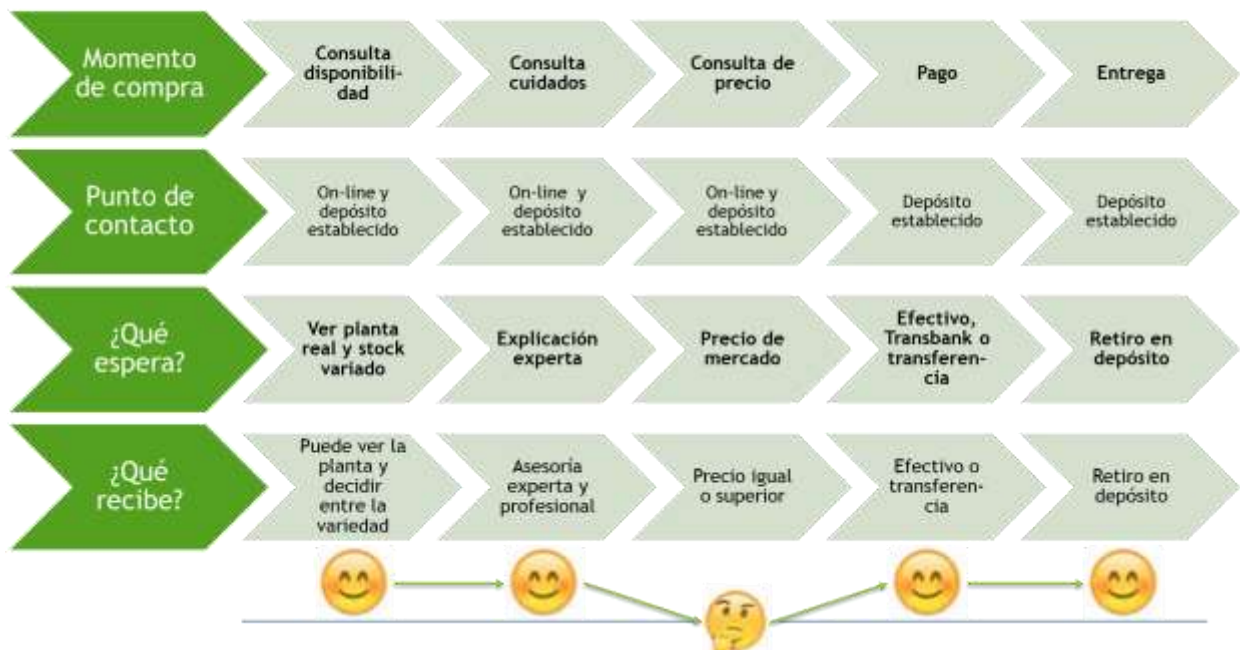 Momento
de compra
Consulta
disponibili-
dad
Consulta
cuidados
Consulta de
precio
Pago
Entrega
Punto de
contacto
On-line y
depósito
establecido
On-line y
depósito
establecido
On-line y
depósito
establecido
Depósito
establecido
Depósito
establecido
¿Qué
espera?
Ver planta
real y stock
variado
Explicación
experta
Precio de
mercado
Efectivo,
Transbank o
transferen-
cia
Retiro en
depósito
¿Qué
recibe?
Puede ver la
planta y
decidir
entre la
variedad
Asesoría
experta y
profesional
Precio igual
o superior
Efectivo o
transferen-
cia
Retiro en
depósito